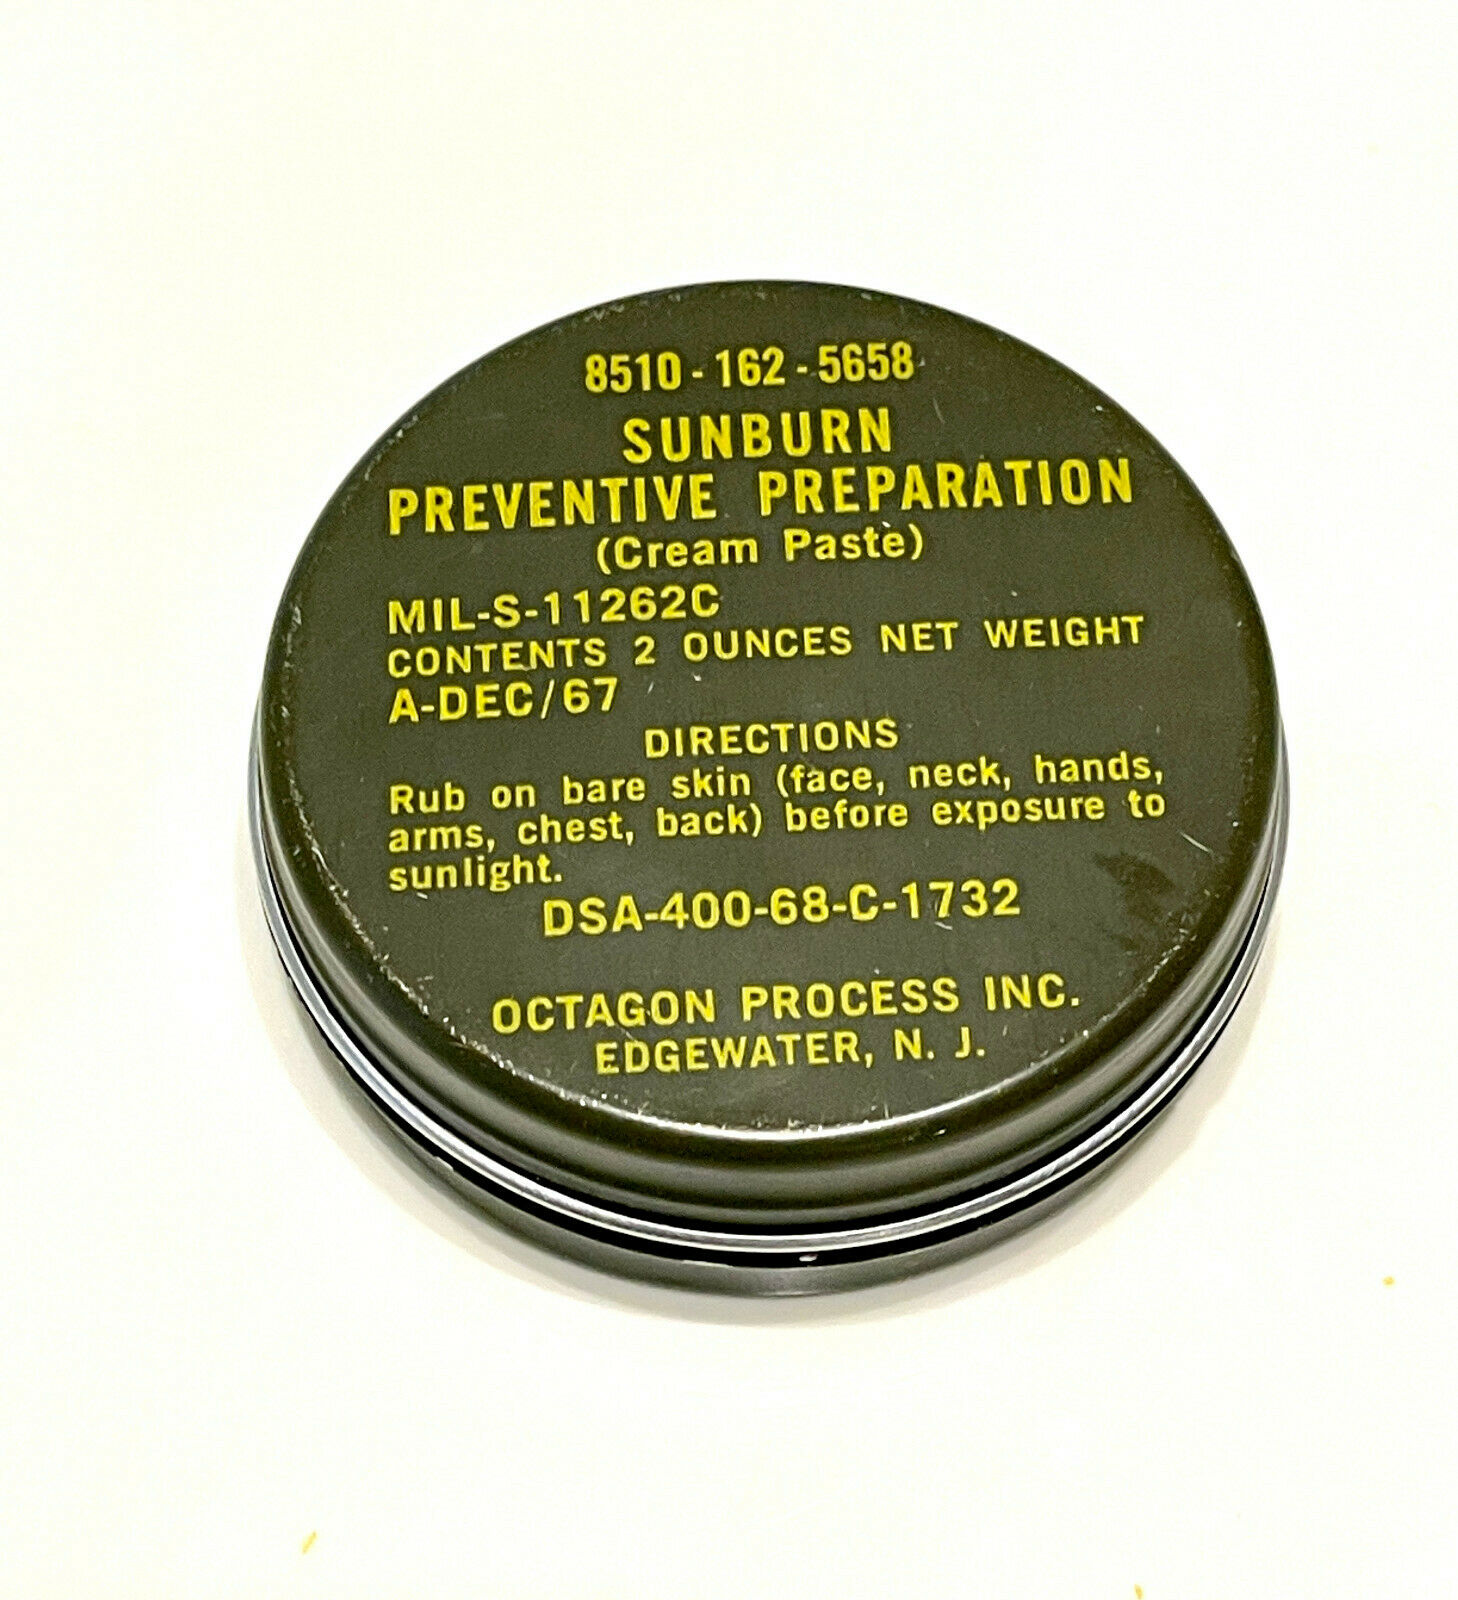 8510-162-5658
SUNBURN
PREVENTIVE PREPARATION
(Cream Paste)
MIL-S-11262C
CONTENTS 2 OUNCES NET WEIGHT
A-DEC/67
DIRECTIONS
Rub on bare skin (face, neck, hands,
arms, chest, back) before exposure to
sunlight.
DSA-400-68-C-1732
OCTAGON PROCESS INC.
EDGEWATER, N. J.